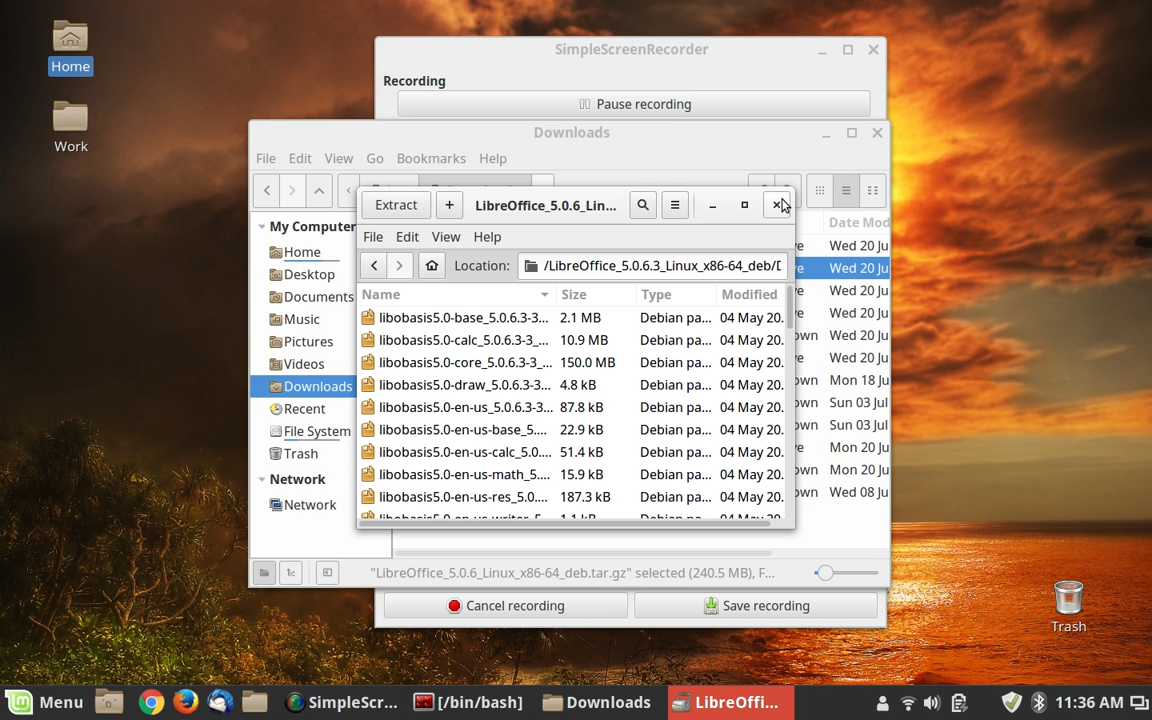 Home
Work
SimpleScreenRecorder
Recording
Pause recording
Downloads
File Edit View Go Bookmarks Help
Extract + LibreOffice_5.0.6_Lin...
File Edit View Help
Location: /LibreOffice_5.0.6.3_Linux_x86-64_deb/D
Name Size Type Modified
libobasis5.0-base_5.0.6.3-3... 2.1 MB Debian pa... 04 May 20.
libobasis5.0-calc_5.0.6.3-3_... 10.9 MB Debian pa... 04 May 20.
libobasis5.0-core_5.0.6.3-3_... 150.0 MB Debian pa... 04 May 20.
libobasis5.0-draw_5.0.6.3-3... 4.8 kB Debian pa... 04 May 20.
libobasis5.0-en-us_5.0.6.3-3... 87.8 kB Debian pa... 04 May 20.
libobasis5.0-en-us-base_5.... 22.9 kB Debian pa... 04 May 20.
libobasis5.0-en-us-calc_5.0... 51.4 kB Debian pa... 04 May 20.
libobasis5.0-en-us-math_5.... 15.9 kB Debian pa... 04 May 20.
libobasis5.0-en-us-res_5.0.... 187.3 kB Debian pa... 04 May 20.
My Computer
Home
Desktop
Documents
Music
Pictures
Videos
Downloads
Recent
File System
Trash
Network
Network
Date Mod
ve Wed 20 Ju
ve Wed 20 Ju
ve Wed 20 Ju
ve Wed 20 Ju
own Wed 20 Ju
ve Wed 20 Ju
own Mon 18 Ju
own Sun 03 Jul
own Sun 03 Jul
ve Mon 20 Ju
own Mon 20 Ju
own Wed 08 Ju
"LibreOffice_5.0.6_Linux_x86-64_deb.tar.gz" selected (240.5 MB), F...
Cancel recording Save recording
Trash
Menu SimpleScr... [/bin/bash] Downloads LibreOffi... 11:36 AM